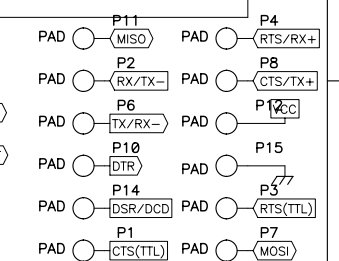 P11 P4
PAD MISO PAD RTS/RX+
P2 P8
PAD RX/TX- PAD CTS/TX+
P6 P12 VCC
PAD TX/RX- PAD
P10 P15
PAD DTR PAD
P14 P3
PAD DSR/DCD PAD RTS(TTL)
P1 P7
PAD CTS(TTL) PAD MOSI